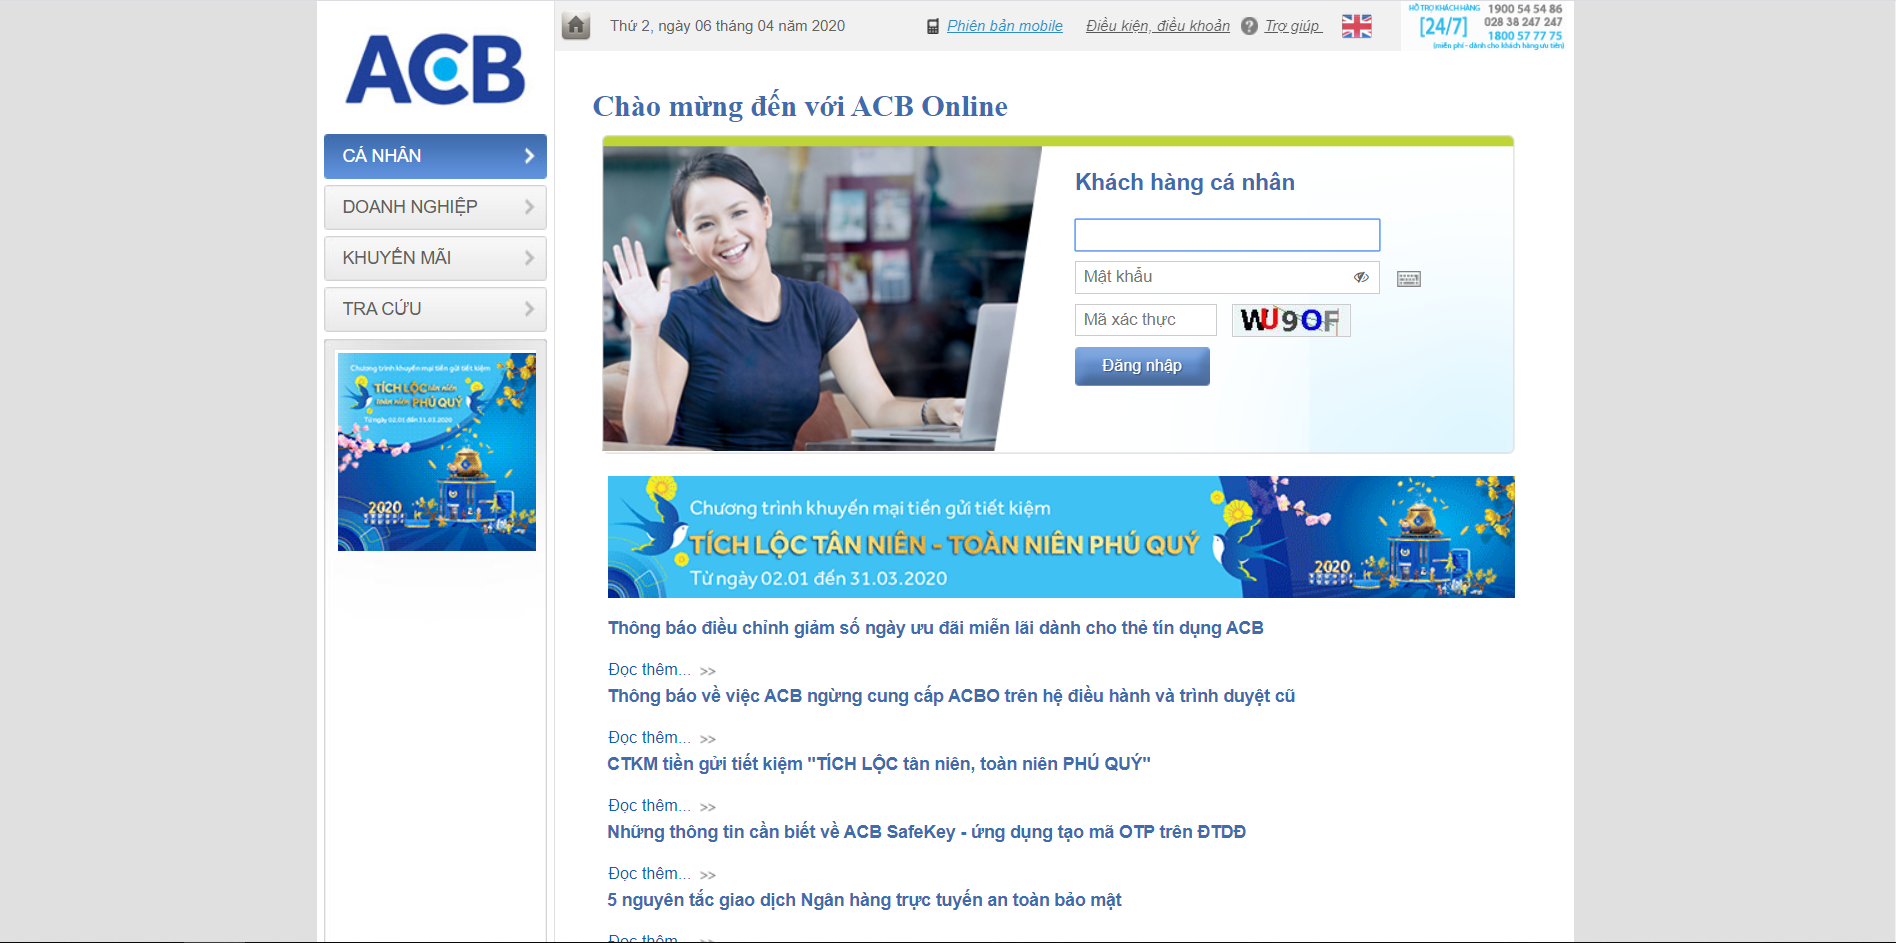 ACB
Thứ 2, ngày 06 tháng 04 năm 2020
Phiên bản mobile
Điều kiện, điều khoản
Trợ giúp
HỖ TRỢ KHÁCH HÀNG
[24/7]
1900 54 54 86
028 38 247 247
1800 57 77 75
(miễn phí - dành cho khách hàng ưu tiên)
CÁ NHÂN
DOANH NGHIỆP
KHUYẾN MÃI
TRA CỨU
Chương trình khuyến mại tiền gửi tiết kiệm
TÍCH LỘC tân niên
toàn niên PHÚ QUÝ
Từ ngày 02.01 đến 31.03.2020
2020
Chào mừng đến với ACB Online
Khách hàng cá nhân
Mật khẩu
Mã xác thực
WU9OF
Đăng nhập
Chương trình khuyến mại tiền gửi tiết kiệm
TÍCH LỘC TÂN NIÊN - TOÀN NIÊN PHÚ QUÝ
Từ ngày 02.01 đến 31.03.2020
2020
Thông báo điều chỉnh giảm số ngày ưu đãi miễn lãi dành cho thẻ tín dụng ACB
Đọc thêm... >>
Thông báo về việc ACB ngừng cung cấp ACBO trên hệ điều hành và trình duyệt cũ
Đọc thêm... >>
CTKM tiền gửi tiết kiệm "TÍCH LỘC tân niên, toàn niên PHÚ QUÝ"
Đọc thêm... >>
Những thông tin cần biết về ACB SafeKey - ứng dụng tạo mã OTP trên ĐTDĐ
Đọc thêm... >>
5 nguyên tắc giao dịch Ngân hàng trực tuyến an toàn bảo mật
Đọc thêm... >>